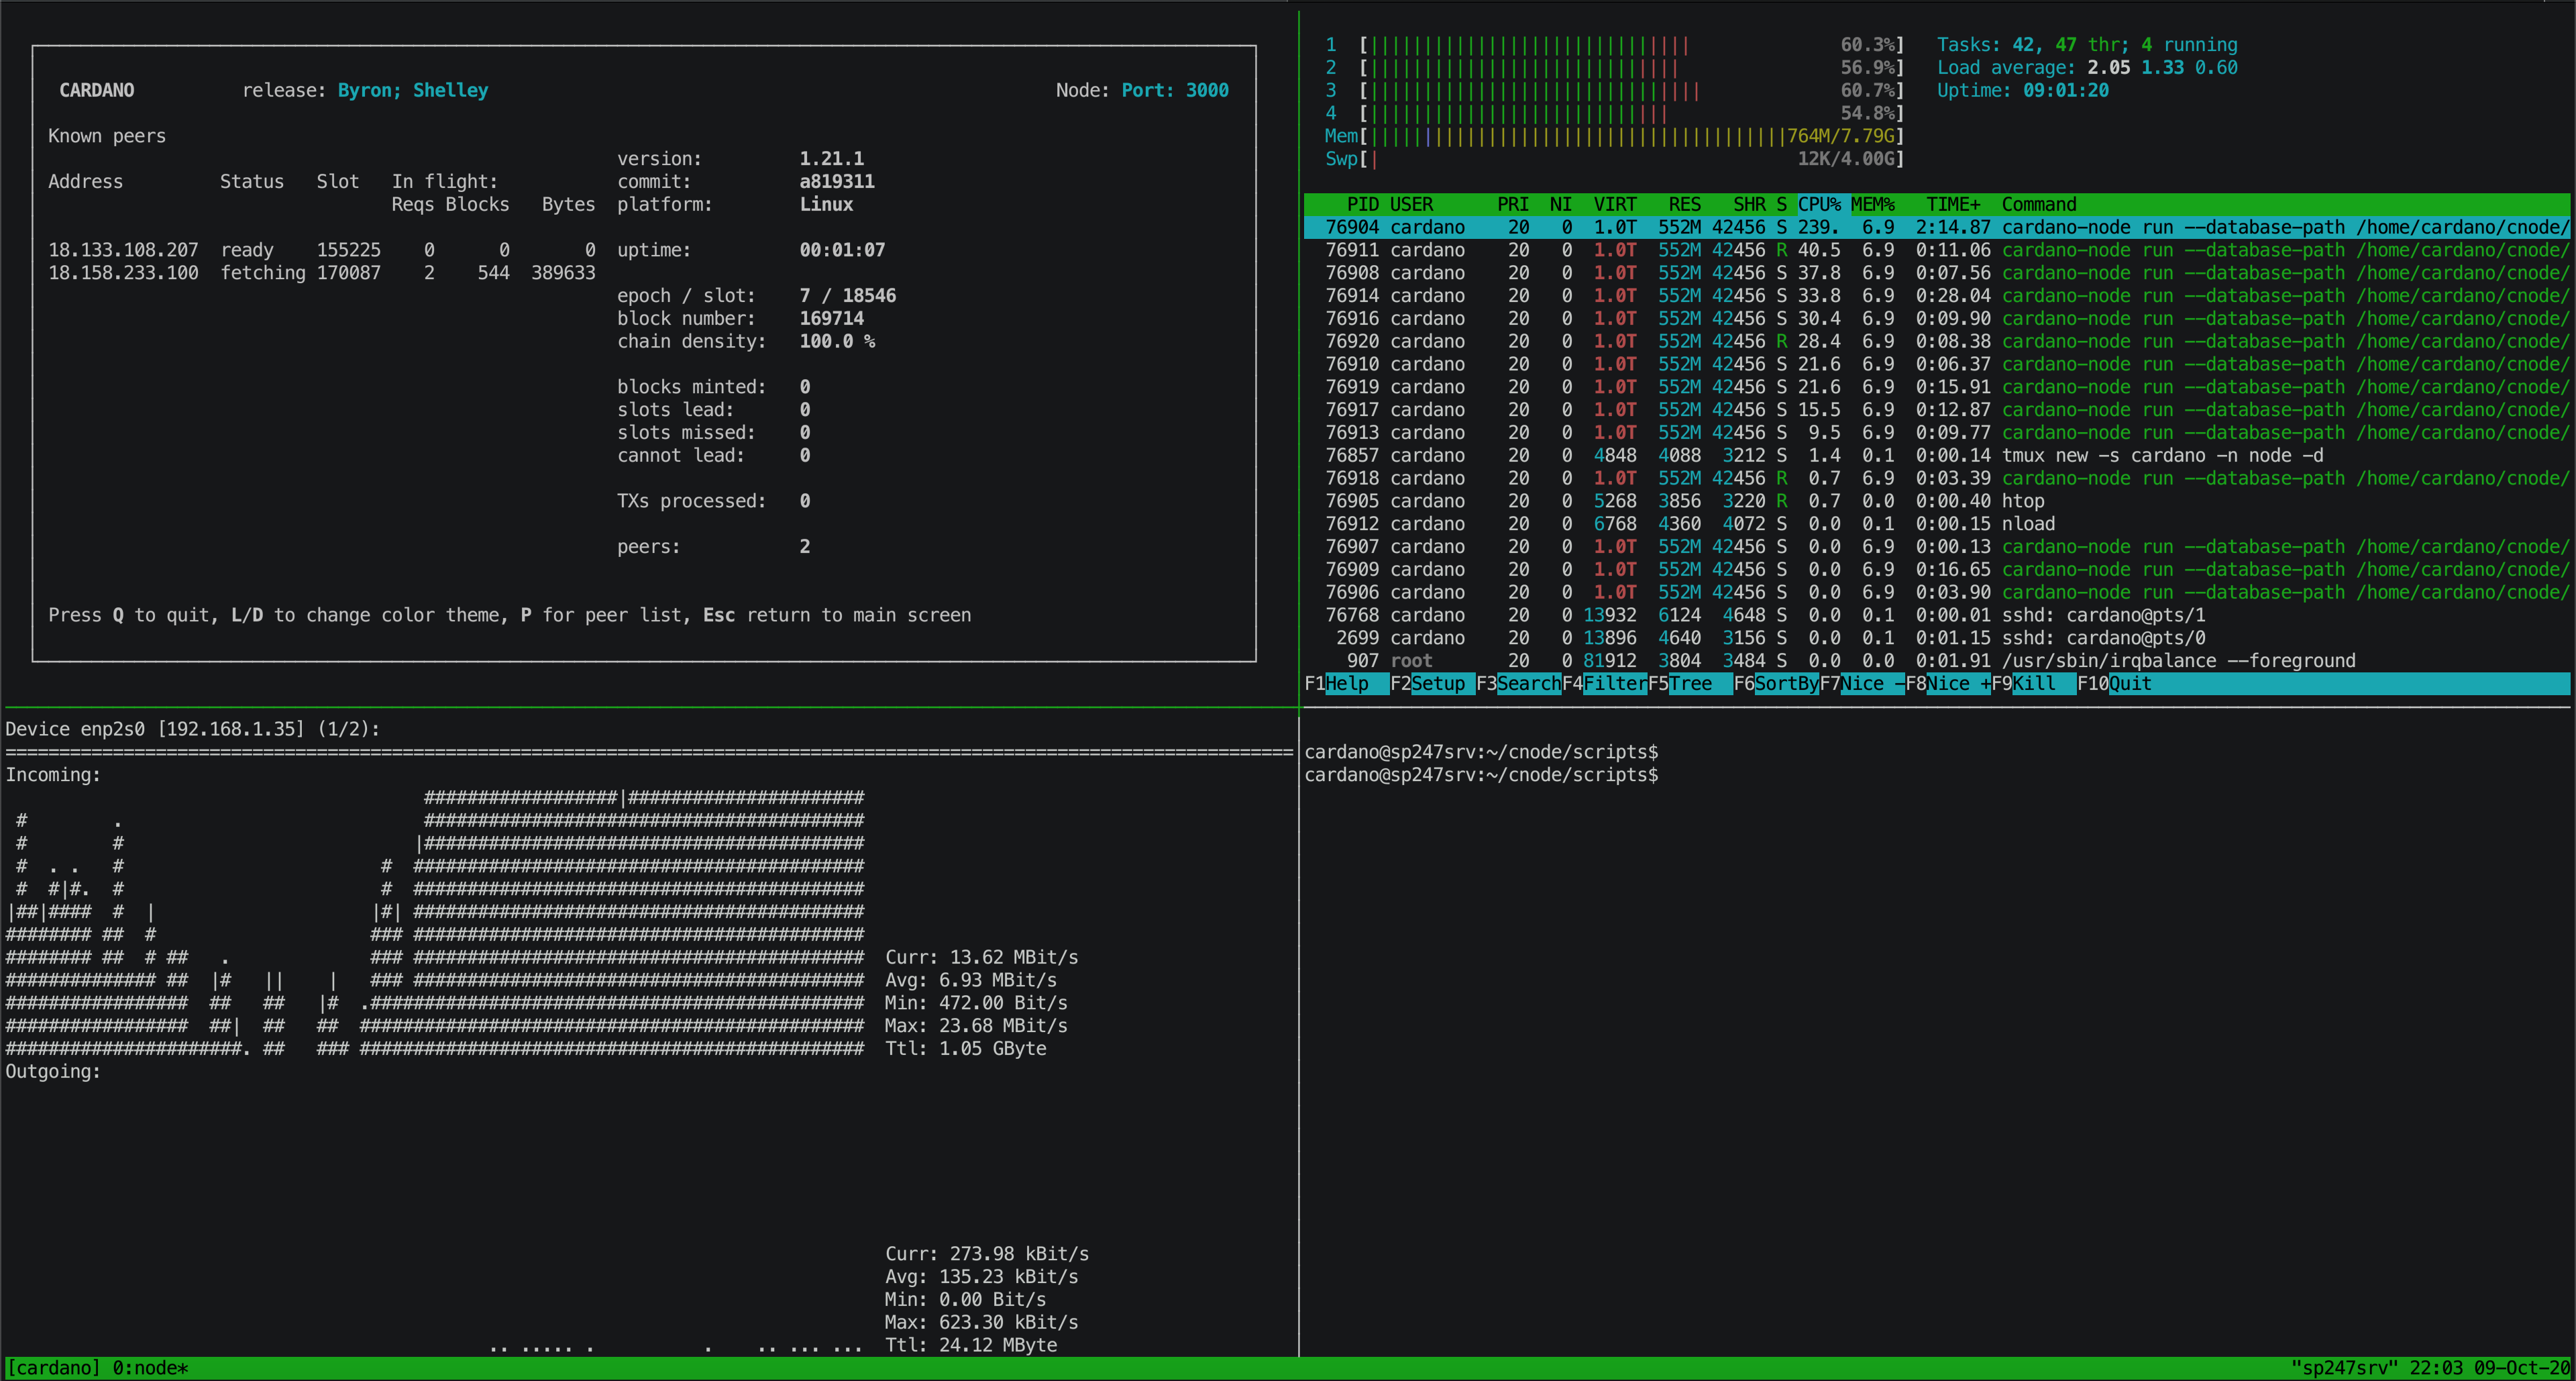 CARDANO release: Byron; Shelley Node: Port: 3000
Known peers
version: 1.21.1
Address Status Slot In flight: commit: a819311
Reqs Blocks Bytes platform: Linux
18.133.108.207 ready 155225 0 0 0 uptime: 00:01:07
18.158.233.100 fetching 170087 2 544 389633
epoch / slot: 7 / 18546
block number: 169714
chain density: 100.0 %
blocks minted: 0
slots lead: 0
slots missed: 0
cannot lead: 0
TXs processed: 0
peers: 2
Press Q to quit, L/D to change color theme, P for peer list, Esc return to main screen
1 [||||||||||||||||||||||||||||||60.3%] Tasks: 42, 47 thr; 4 running
2 [|||||||||||||||||||||||||||||56.9%] Load average: 2.05 1.33 0.60
3 [|||||||||||||||||||||||||||||||60.7%] Uptime: 09:01:20
4 [||||||||||||||||||||||||||||54.8%]
Mem[|||||||||||||||||||||||||||||||||||||||764M/7.79G]
Swp[|12K/4.00G]
PID USER PRI NI VIRT RES SHR S CPU% MEM% TIME+ Command
76904 cardano 20 0 1.0T 552M 42456 S 239. 6.9 2:14.87 cardano-node run --database-path /home/cardano/cnode/
76911 cardano 20 0 1.0T 552M 42456 R 40.5 6.9 0:11.06 cardano-node run --database-path /home/cardano/cnode/
76908 cardano 20 0 1.0T 552M 42456 S 37.8 6.9 0:07.56 cardano-node run --database-path /home/cardano/cnode/
76914 cardano 20 0 1.0T 552M 42456 S 33.8 6.9 0:28.04 cardano-node run --database-path /home/cardano/cnode/
76916 cardano 20 0 1.0T 552M 42456 S 30.4 6.9 0:09.90 cardano-node run --database-path /home/cardano/cnode/
76920 cardano 20 0 1.0T 552M 42456 R 28.4 6.9 0:08.38 cardano-node run --database-path /home/cardano/cnode/
76910 cardano 20 0 1.0T 552M 42456 S 21.6 6.9 0:06.37 cardano-node run --database-path /home/cardano/cnode/
76919 cardano 20 0 1.0T 552M 42456 S 21.6 6.9 0:15.91 cardano-node run --database-path /home/cardano/cnode/
76917 cardano 20 0 1.0T 552M 42456 S 15.5 6.9 0:12.87 cardano-node run --database-path /home/cardano/cnode/
76913 cardano 20 0 1.0T 552M 42456 S 9.5 6.9 0:09.77 cardano-node run --database-path /home/cardano/cnode/
76857 cardano 20 0 4848 4088 3212 S 1.4 0.1 0:00.14 tmux new -s cardano -n node -d
76918 cardano 20 0 1.0T 552M 42456 R 0.7 6.9 0:03.39 cardano-node run --database-path /home/cardano/cnode/
76905 cardano 20 0 5268 3856 3220 R 0.7 0.0 0:00.40 htop
76912 cardano 20 0 6768 4360 4072 S 0.0 0.1 0:00.15 nload
76907 cardano 20 0 1.0T 552M 42456 S 0.0 6.9 0:00.13 cardano-node run --database-path /home/cardano/cnode/
76909 cardano 20 0 1.0T 552M 42456 S 0.0 6.9 0:16.65 cardano-node run --database-path /home/cardano/cnode/
76906 cardano 20 0 1.0T 552M 42456 S 0.0 6.9 0:03.90 cardano-node run --database-path /home/cardano/cnode/
76768 cardano 20 0 13932 6124 4648 S 0.0 0.1 0:00.01 sshd: cardano@pts/1
2699 cardano 20 0 13896 4640 3156 S 0.0 0.1 0:01.15 sshd: cardano@pts/0
907 root 20 0 81912 3804 3484 S 0.0 0.0 0:01.91 /usr/sbin/irqbalance --foreground
F1Help F2Setup F3SearchF4FilterF5Tree F6SortByF7Nice -F8Nice +F9Kill F10Quit
Device enp2s0 [192.168.1.35] (1/2):
Incoming:
Curr: 13.62 MBit/s
Avg: 6.93 MBit/s
Min: 472.00 Bit/s
Max: 23.68 MBit/s
Ttl: 1.05 GByte
Outgoing:
Curr: 273.98 kBit/s
Avg: 135.23 kBit/s
Min: 0.00 Bit/s
Max: 623.30 kBit/s
Ttl: 24.12 MByte
cardano@sp247srv:~/cnode/scripts$
cardano@sp247srv:~/cnode/scripts$
[cardano] 0:node* "sp247srv" 22:03 09-Oct-20